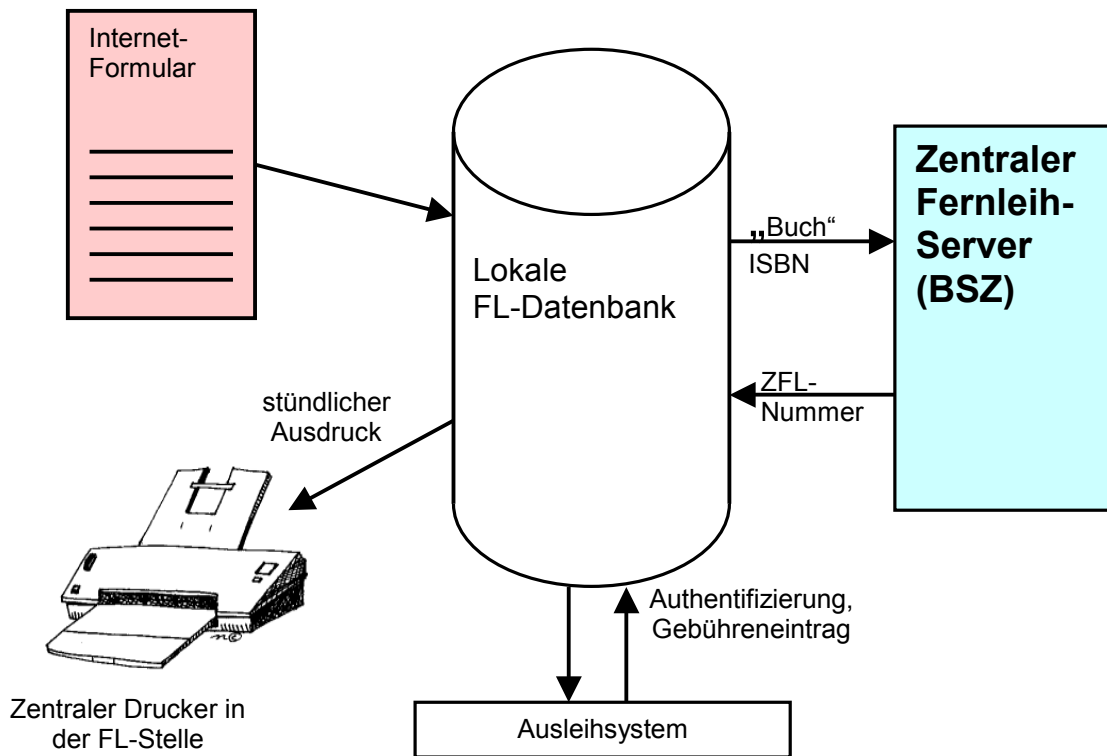 Internet-
Formular
Zentraler
Fernleih-
Server
(BSZ)
„Buch“
ISBN
Lokale
FL-Datenbank
ZFL-
Nummer
stündlicher
Ausdruck
Authentifizierung,
Gebühreneintrag
Zentraler Drucker in
der FL-Stelle
Ausleihsystem